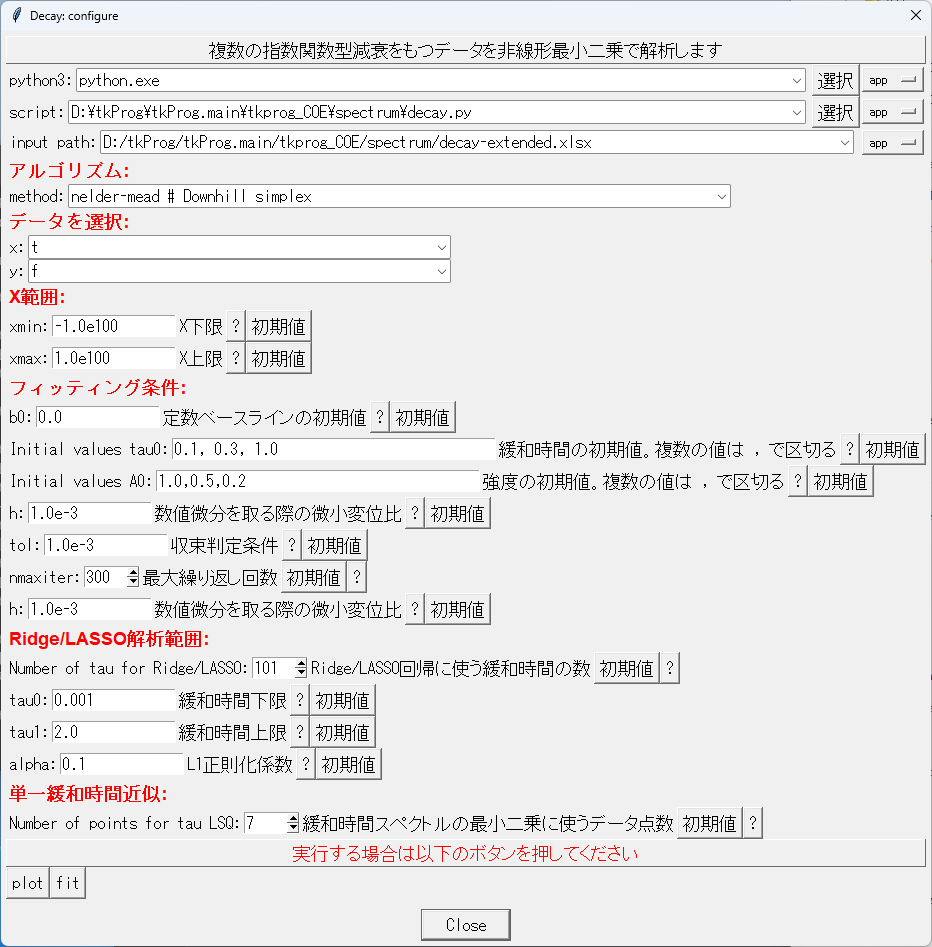 Decay: configure
複数の指数関数型減衰をもつデータを非線形最小二乗で解析します
python3: python.exe 選択 app
script: D:\tkProg\tkProg.main\tkprog_COE\spectrum\decay.py 選択 app
input path: D:/tkProg/tkProg.main/tkprog_COE/spectrum/decay-extended.xlsx app
アルゴリズム:
method: nelder-mead # Downhill simplex
データを選択:
x: t
y: f
X範囲:
xmin: -1.0e100 X下限 ? 初期値
xmax: 1.0e100 X上限 ? 初期値
フィッティング条件:
b0: 0.0 定数ベースラインの初期値 ? 初期値
Initial values tau0: 0.1, 0.3, 1.0 緩和時間の初期値。複数の値は , で区切る ? 初期値
Initial values A0: 1.0,0.5,0.2 強度の初期値。複数の値は , で区切る ? 初期値
h: 1.0e-3 数値微分を取る際の微小変位比 ? 初期値
tol: 1.0e-3 収束判定条件 ? 初期値
nmaxiter: 300 最大繰り返し回数 初期値 ?
h: 1.0e-3 数値微分を取る際の微小変位比 ? 初期値
Ridge/LASSO解析範囲:
Number of tau for Ridge/LASSO: 101 Ridge/LASSO回帰に使う緩和時間の数 初期値 ?
tau0: 0.001 緩和時間下限 ? 初期値
tau1: 2.0 緩和時間上限 ? 初期値
alpha: 0.1 L1正則化係数 ? 初期値
単一緩和時間近似:
Number of points for tau LSQ: 7 緩和時間スペクトルの最小二乗に使うデータ点数 初期値 ?
実行する場合は以下のボタンを押してください
plot fit
Close